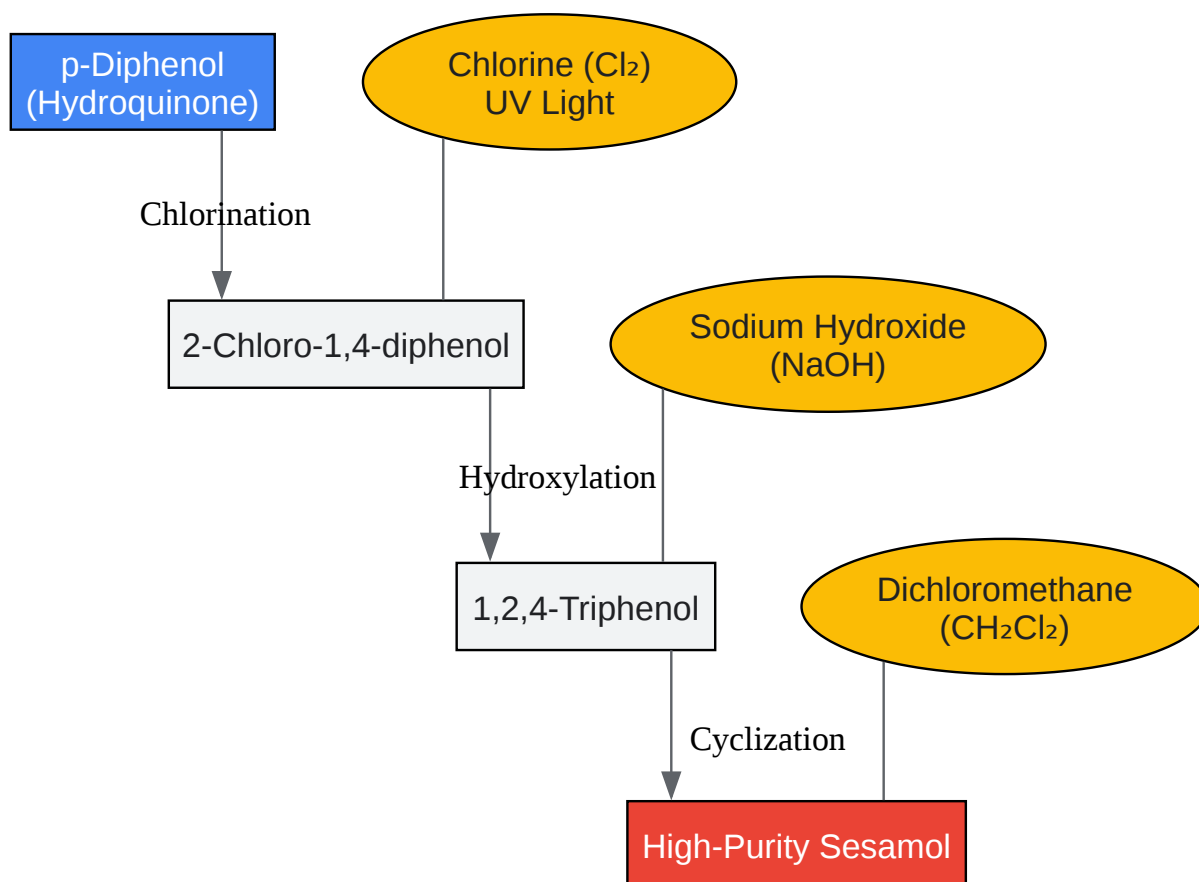 p-Diphenol
(Hydroquinone)
Chlorine (Cl₂)
UV Light
Chlorination
2-Chloro-1,4-diphenol
Sodium Hydroxide
(NaOH)
Hydroxylation
1,2,4-Triphenol
Dichloromethane
(CH₂Cl₂)
Cyclization
High-Purity Sesamol